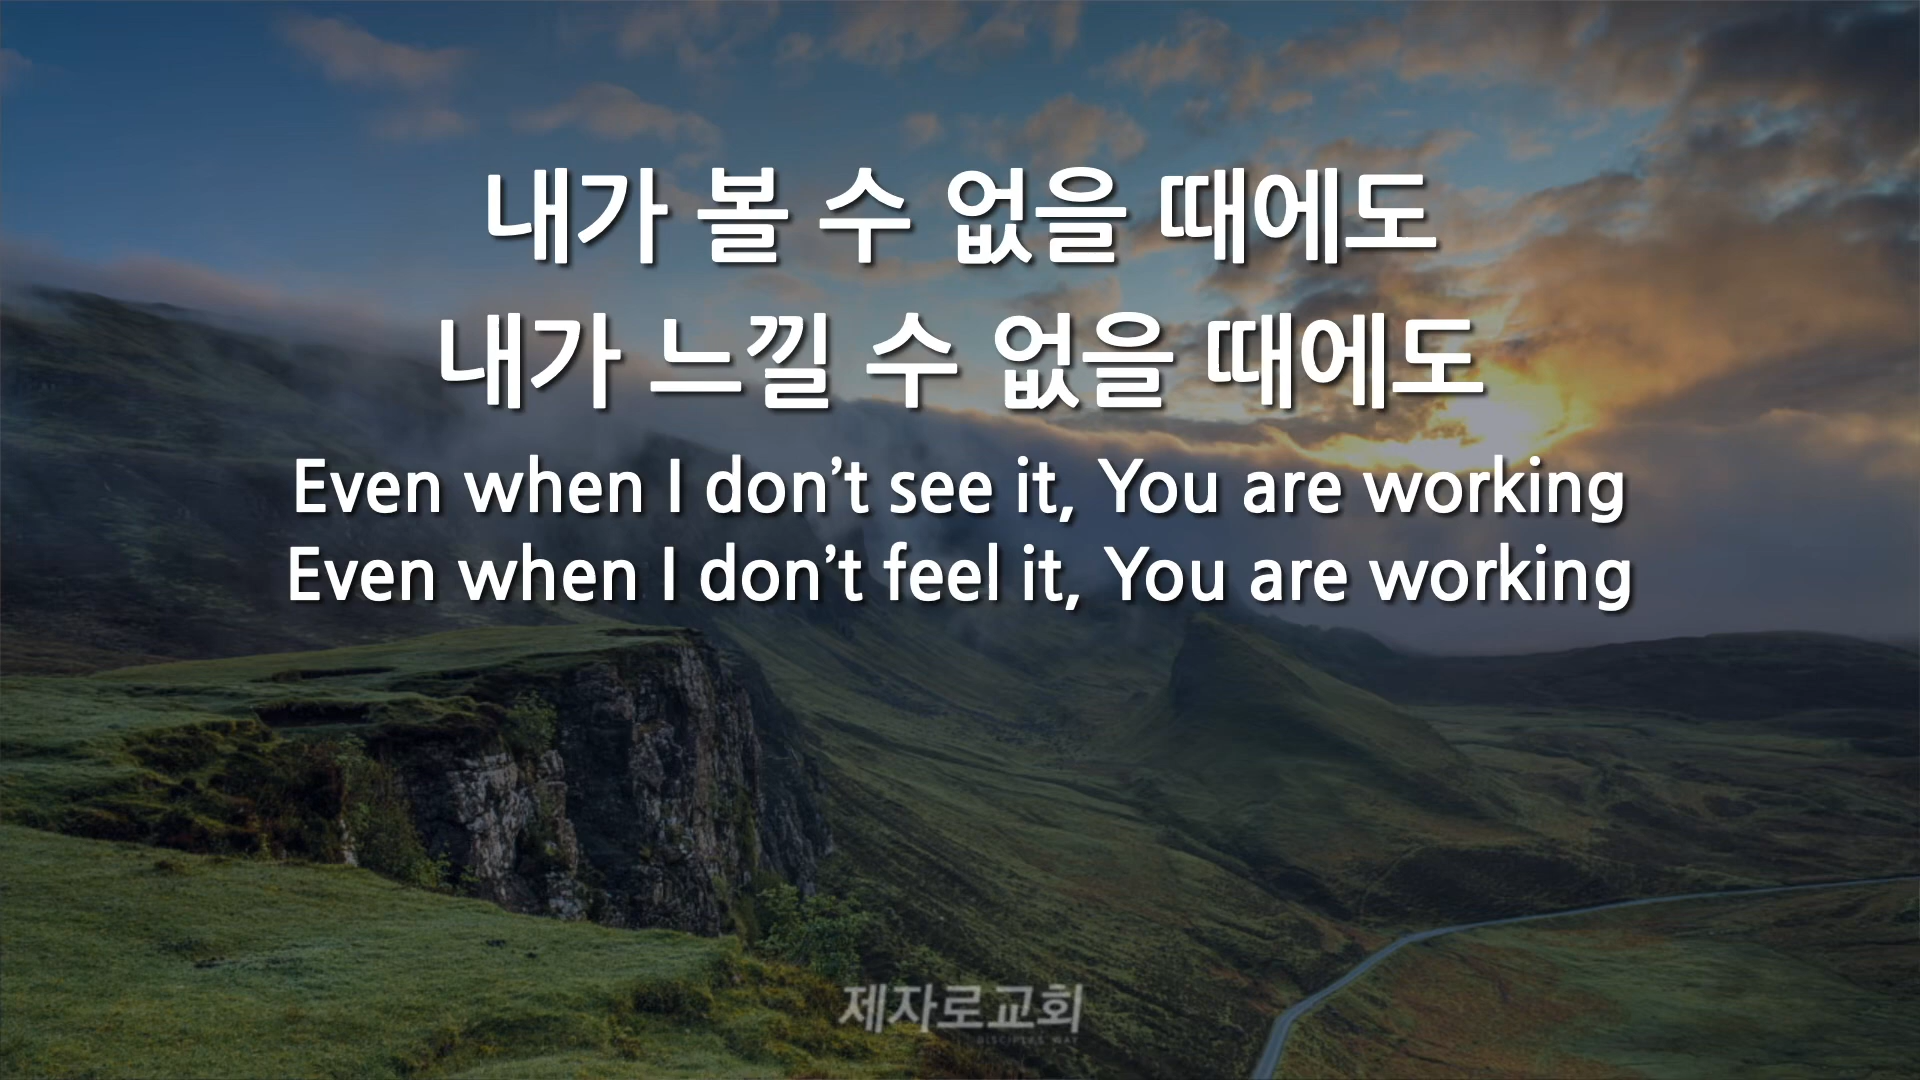 내가 볼 수 없을 때에도
내가 느낄 수 없을 때에도
Even when I don’t see it, You are working
Even when I don’t feel it, You are working
제자로교회
DISCIPLES WAY